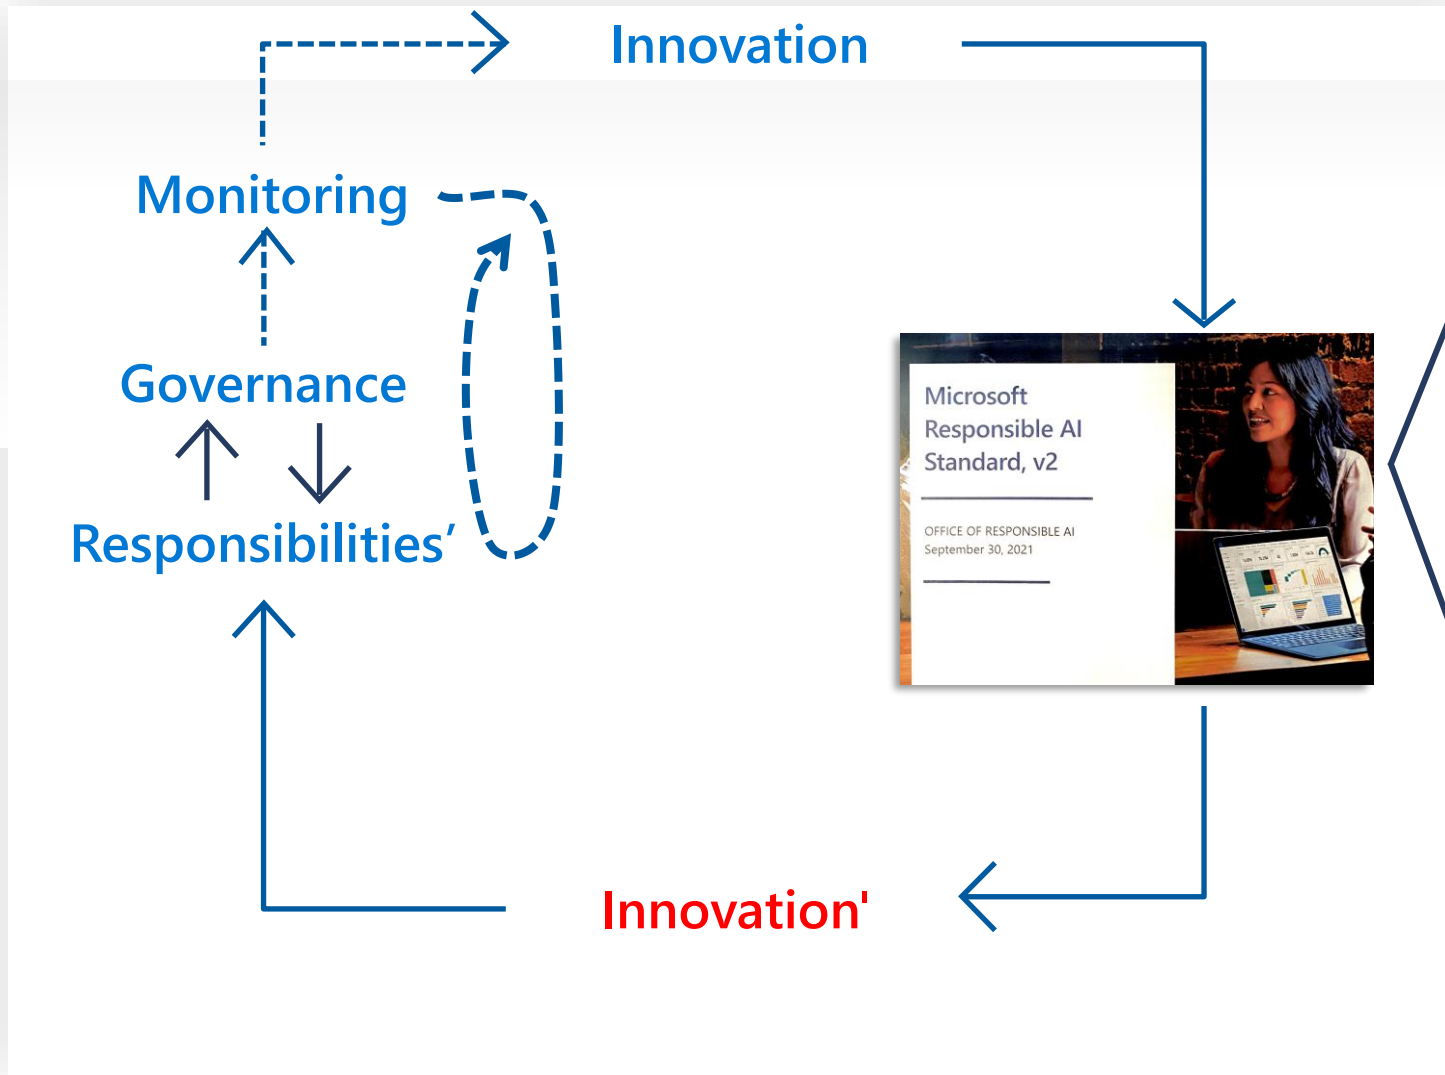 Innovation
Monitoring
Governance
Responsibilities’
Microsoft
Responsible AI
Standard, v2
OFFICE OF RESPONSIBLE AI
September 30, 2021
Innovation'